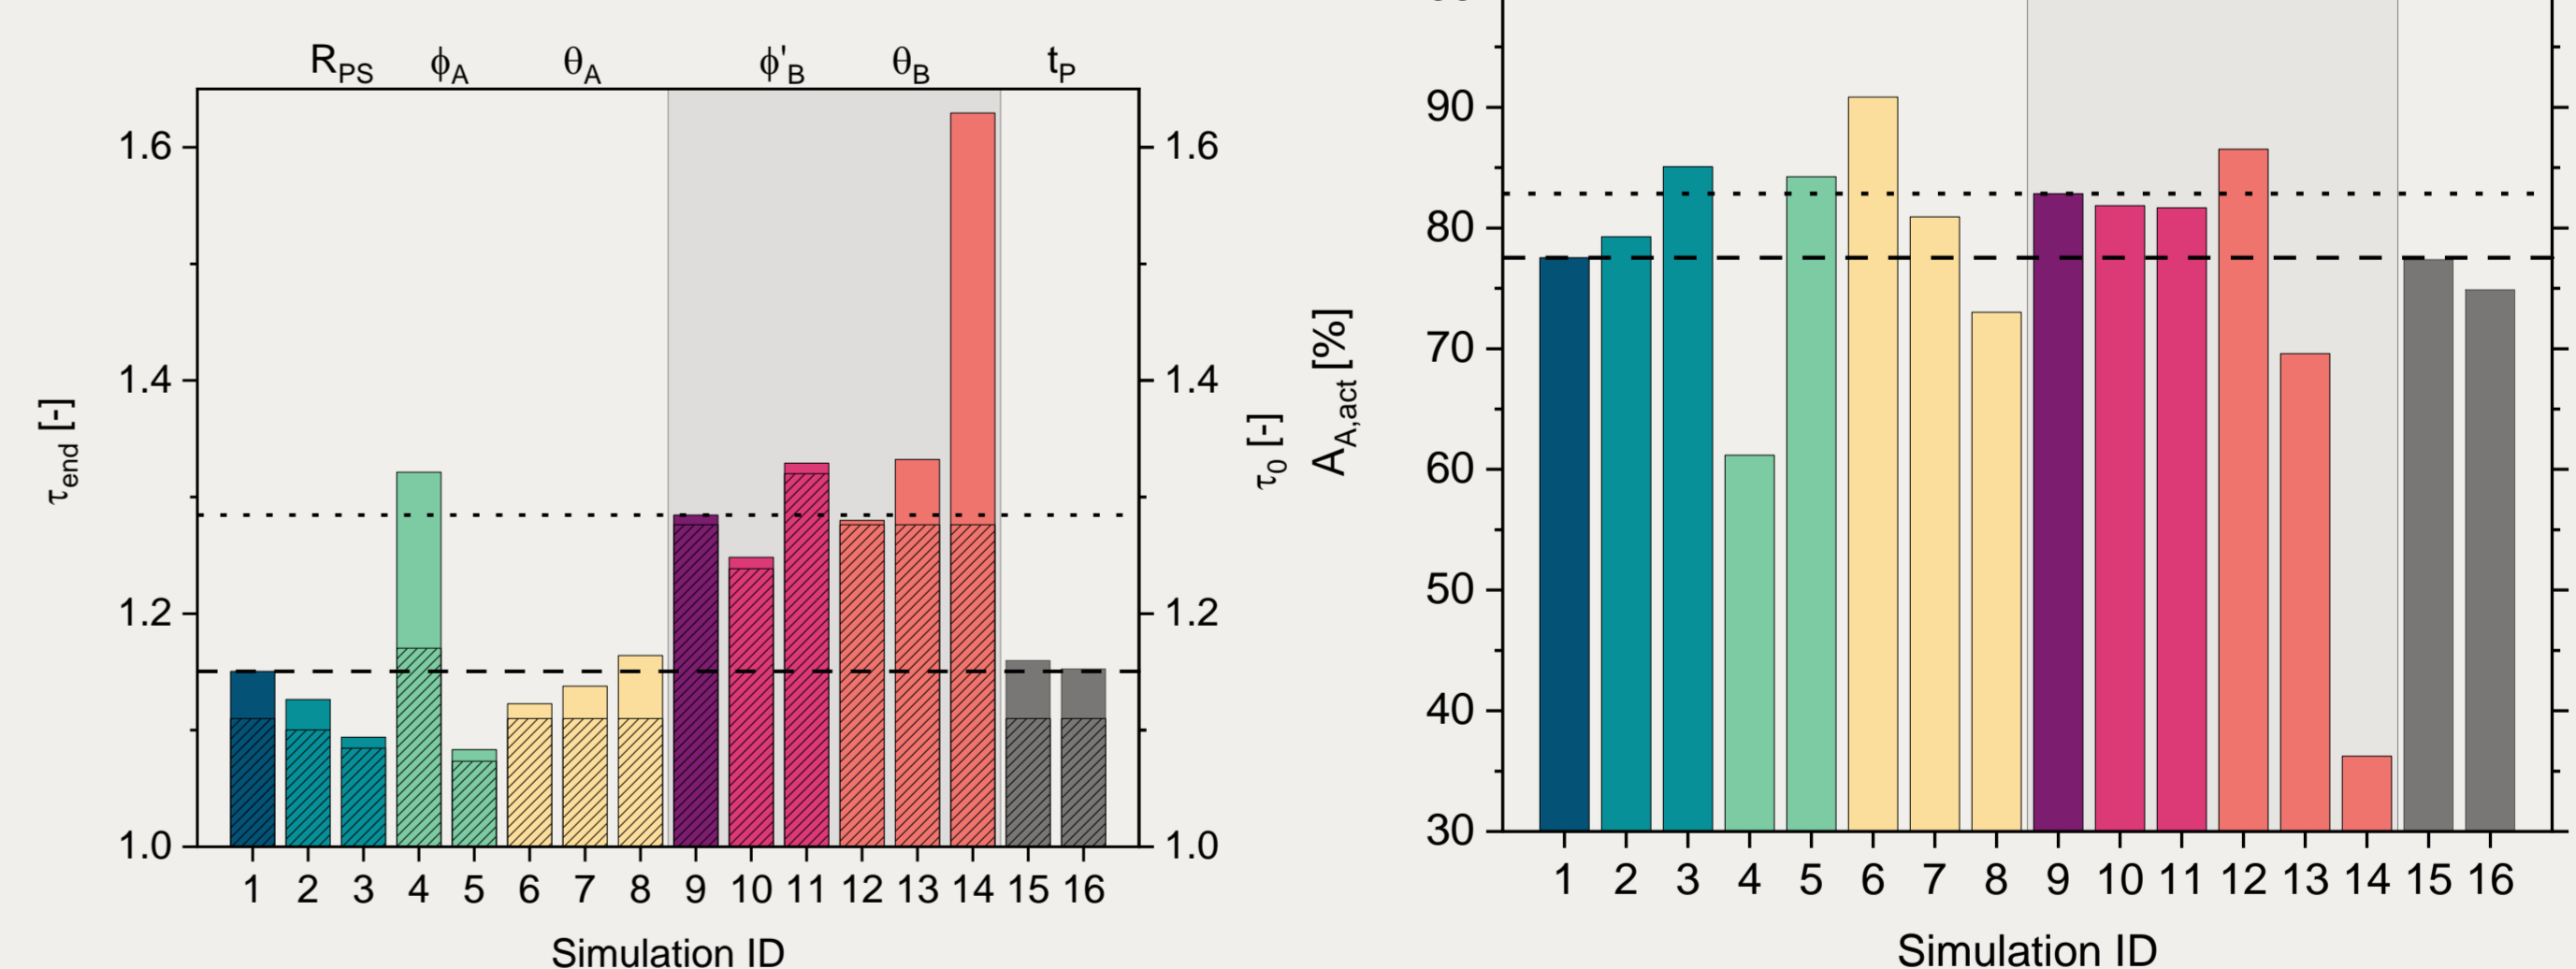 R_PS φ_A θ_A φ'_B θ_B t_P
1.6
1.4
1.2
1.0
τ_end [-]
1 2 3 4 5 6 7 8 9 10 11 12 13 14 15 16
Simulation ID
1.6
1.4
1.2
1.0
τ_0 [-]
A_A,act [%]
90
80
70
60
50
40
30
1 2 3 4 5 6 7 8 9 10 11 12 13 14 15 16
Simulation ID